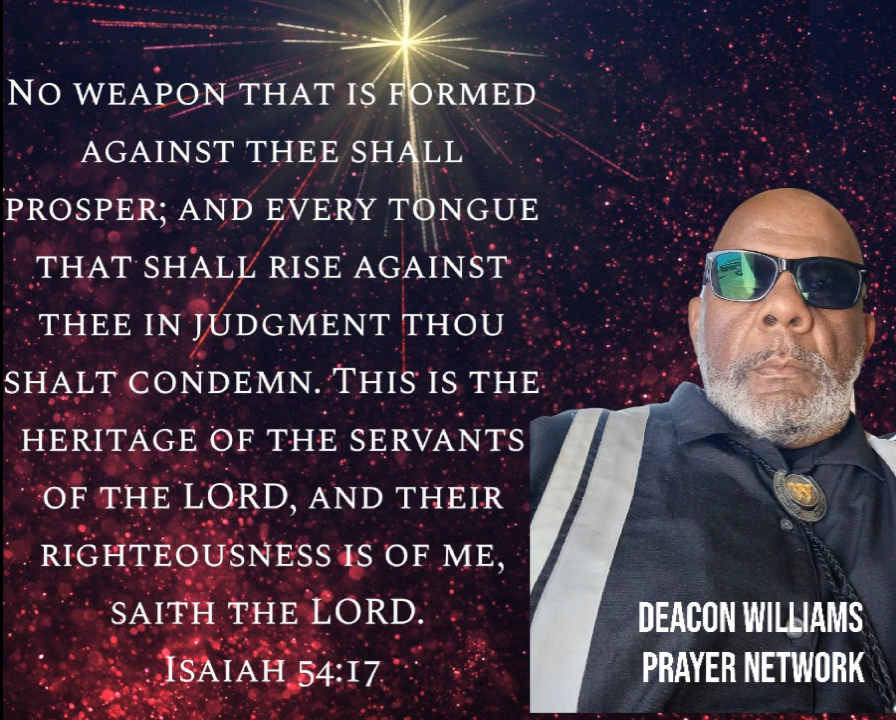 No weapon that is formed
against thee shall
prosper; and every tongue
that shall rise against
thee in judgment thou
shalt condemn. This is the
heritage of the servants
of the LORD, and their
righteousness is of me,
saith the LORD.
Isaiah 54:17
DEACON WILLIAMS
PRAYER NETWORK